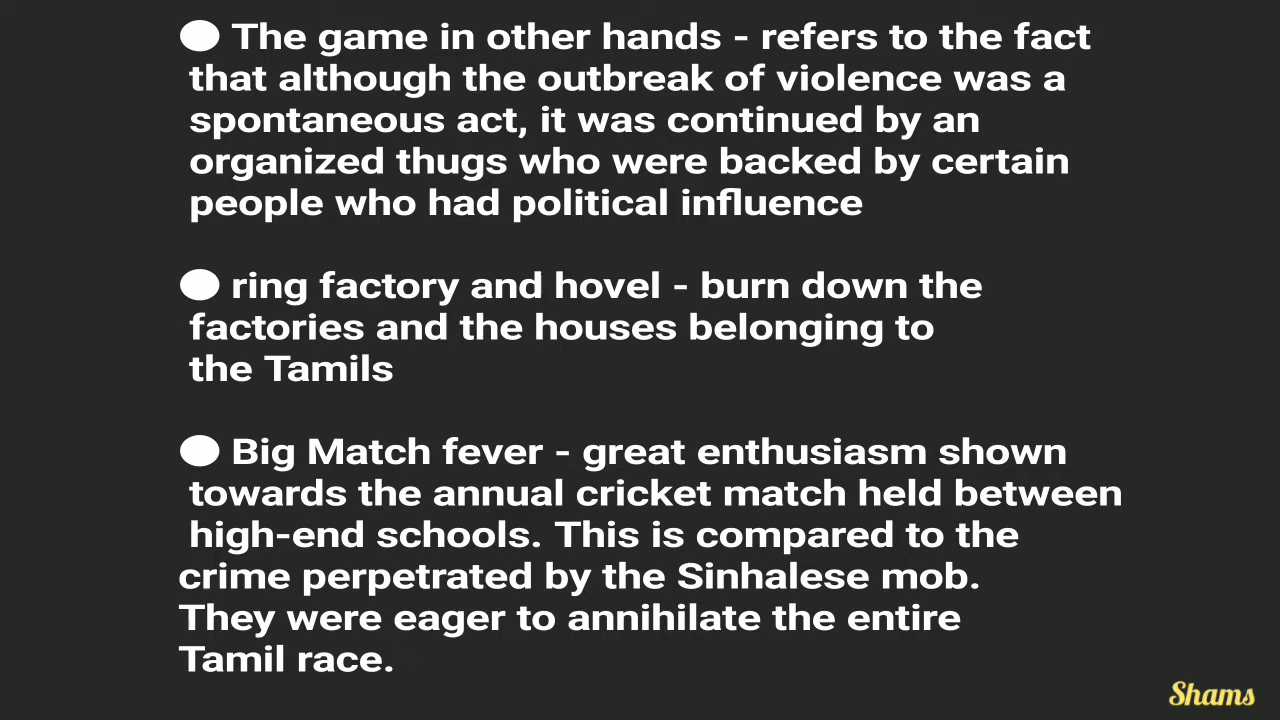 ● The game in other hands - refers to the fact
that although the outbreak of violence was a
spontaneous act, it was continued by an
organized thugs who were backed by certain
people who had political influence
● ring factory and hovel - burn down the
factories and the houses belonging to
the Tamils
● Big Match fever - great enthusiasm shown
towards the annual cricket match held between
high-end schools. This is compared to the
crime perpetrated by the Sinhalese mob.
They were eager to annihilate the entire
Tamil race.
Shams